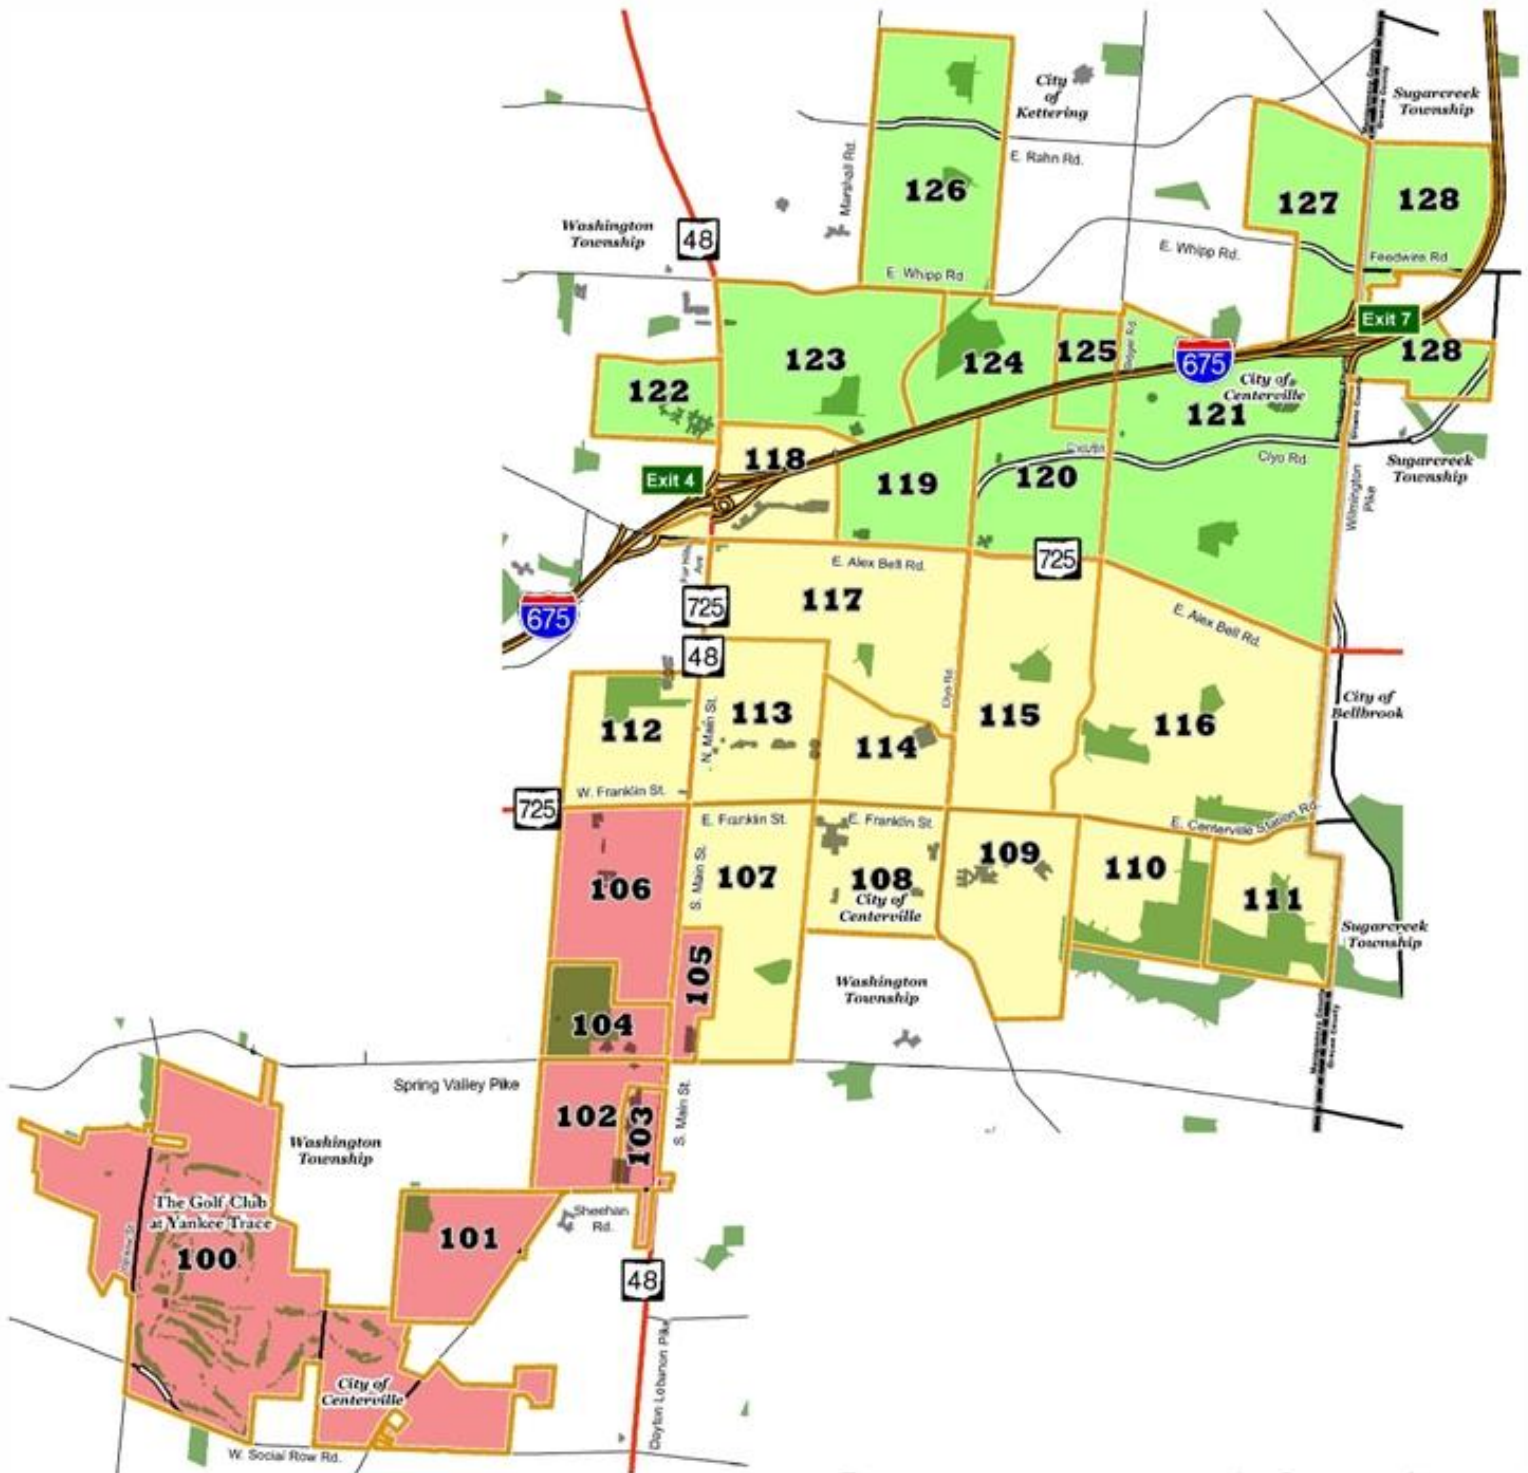 City
of
Kettering
Sugarcreek
Township
E. Rahn Rd.
Marshall Rd.
126
127
128
Washington
Township
48
E. Whipp Rd.
Feedwire Rd
E. Whipp Rd
Exit 7
123
124
125
675
128
122
City of
Centerville
121
118
Clyo Rd.
Sugarcreek
Township
Exit 4
119
120
Wilmington
Pike
725
E. Alex Bell Rd.
675
725
117
E. Alex Bell Rd.
48
Clyo Rd.
City of
Bellbrook
112
N. Main St.
113
114
115
116
W. Franklin St.
725
E. Franklin St.
E. Franklin St.
E. Centerville Station Rd.
106
S. Main St.
107
108
City of
Centerville
109
110
111
Sugarcreek
Township
105
Washington
Township
104
Spring Valley Pike
102
103
S. Main St.
Washington
Township
The Golf Club
at Yankee Trace
100
101
Sheehan
Rd.
48
Dayton Lebanon Pike
City of
Centerville
W. Social Row Rd.